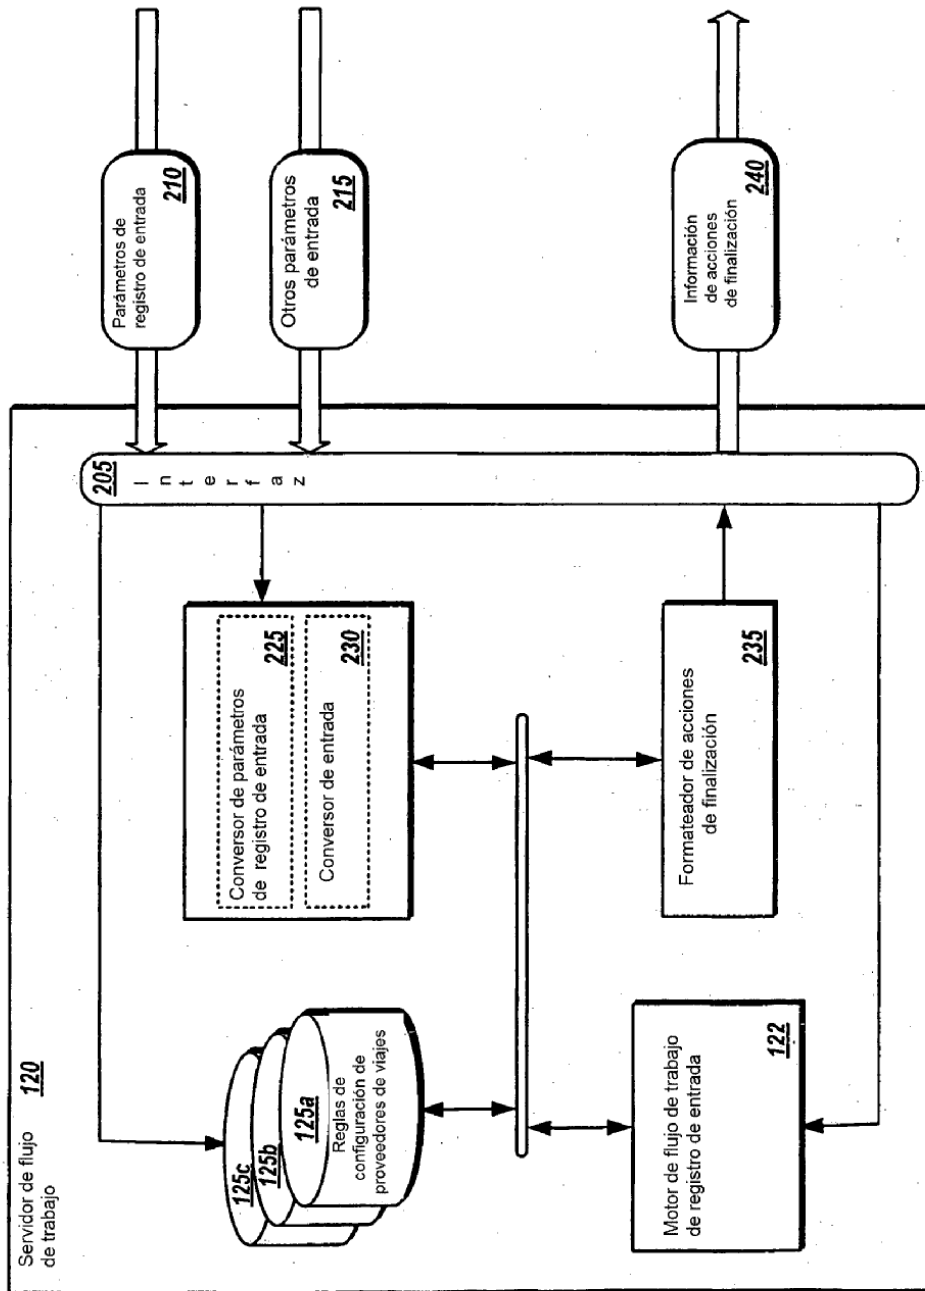 Servidor de flujo
de trabajo
120
Parámetros de
registro de entrada
210
Otros parámetros
de entrada
215
Información
de acciones
de finalización
240
205
Interfaz
Conversor de parámetros
de registro de entrada
225
Conversor de entrada
230
Formateador de acciones
de finalización
235
125c
125b
125a
Reglas de
configuración de
proveedores de viajes
Motor de flujo de trabajo
de registro de entrada
122